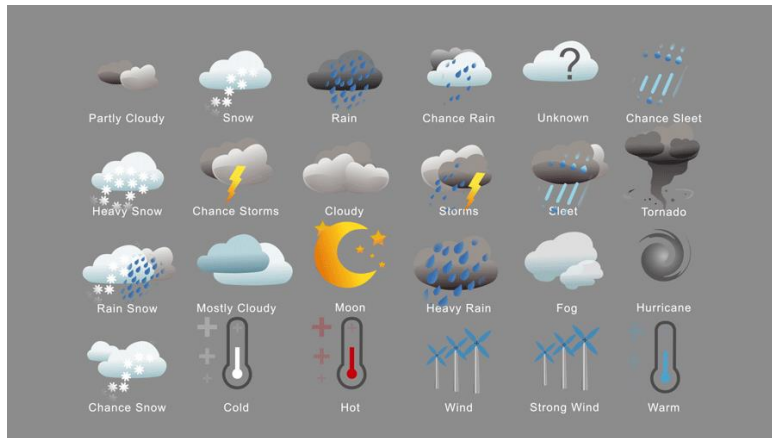 Partly Cloudy
Snow
Rain
Chance Rain
Unknown
Chance Sleet
Heavy Snow
Chance Storms
Cloudy
Storms
Sleet
Tornado
Rain Snow
Mostly Cloudy
Moon
Heavy Rain
Fog
Hurricane
Chance Snow
Cold
Hot
Wind
Strong Wind
Warm